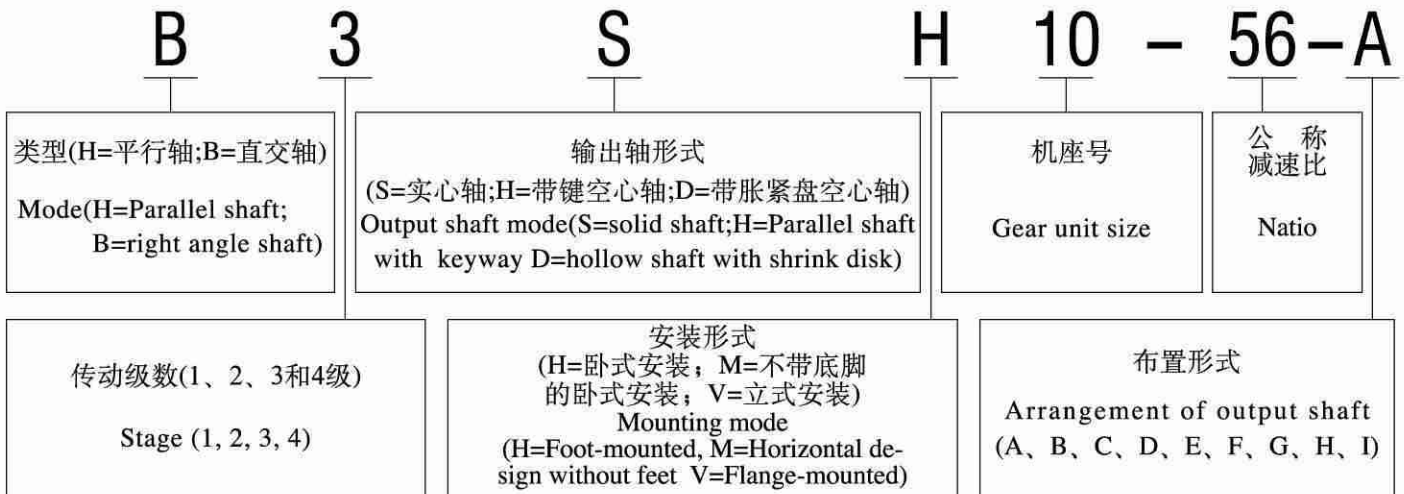 B 3 S H 10 - 56 - A
类型(H=平行轴;B=直交轴)
Mode(H=Parallel shaft;
B=right angle shaft)
输出轴形式
(S=实心轴;H=带键空心轴;D=带胀紧盘空心轴)
Output shaft mode(S=solid shaft;H=Parallel shaft
with keyway D=hollow shaft with shrink disk)
机座号
Gear unit size
公 称
减速比
Natio
传动级数(1、2、3和4级)
Stage (1, 2, 3, 4)
安装形式
(H=卧式安装；M=不带底脚
的卧式安装；V=立式安装)
Mounting mode
(H=Foot-mounted, M=Horizontal de-
sign without feet V=Flange-mounted)
布置形式
Arrangement of output shaft
(A、B、C、D、E、F、G、H、I)